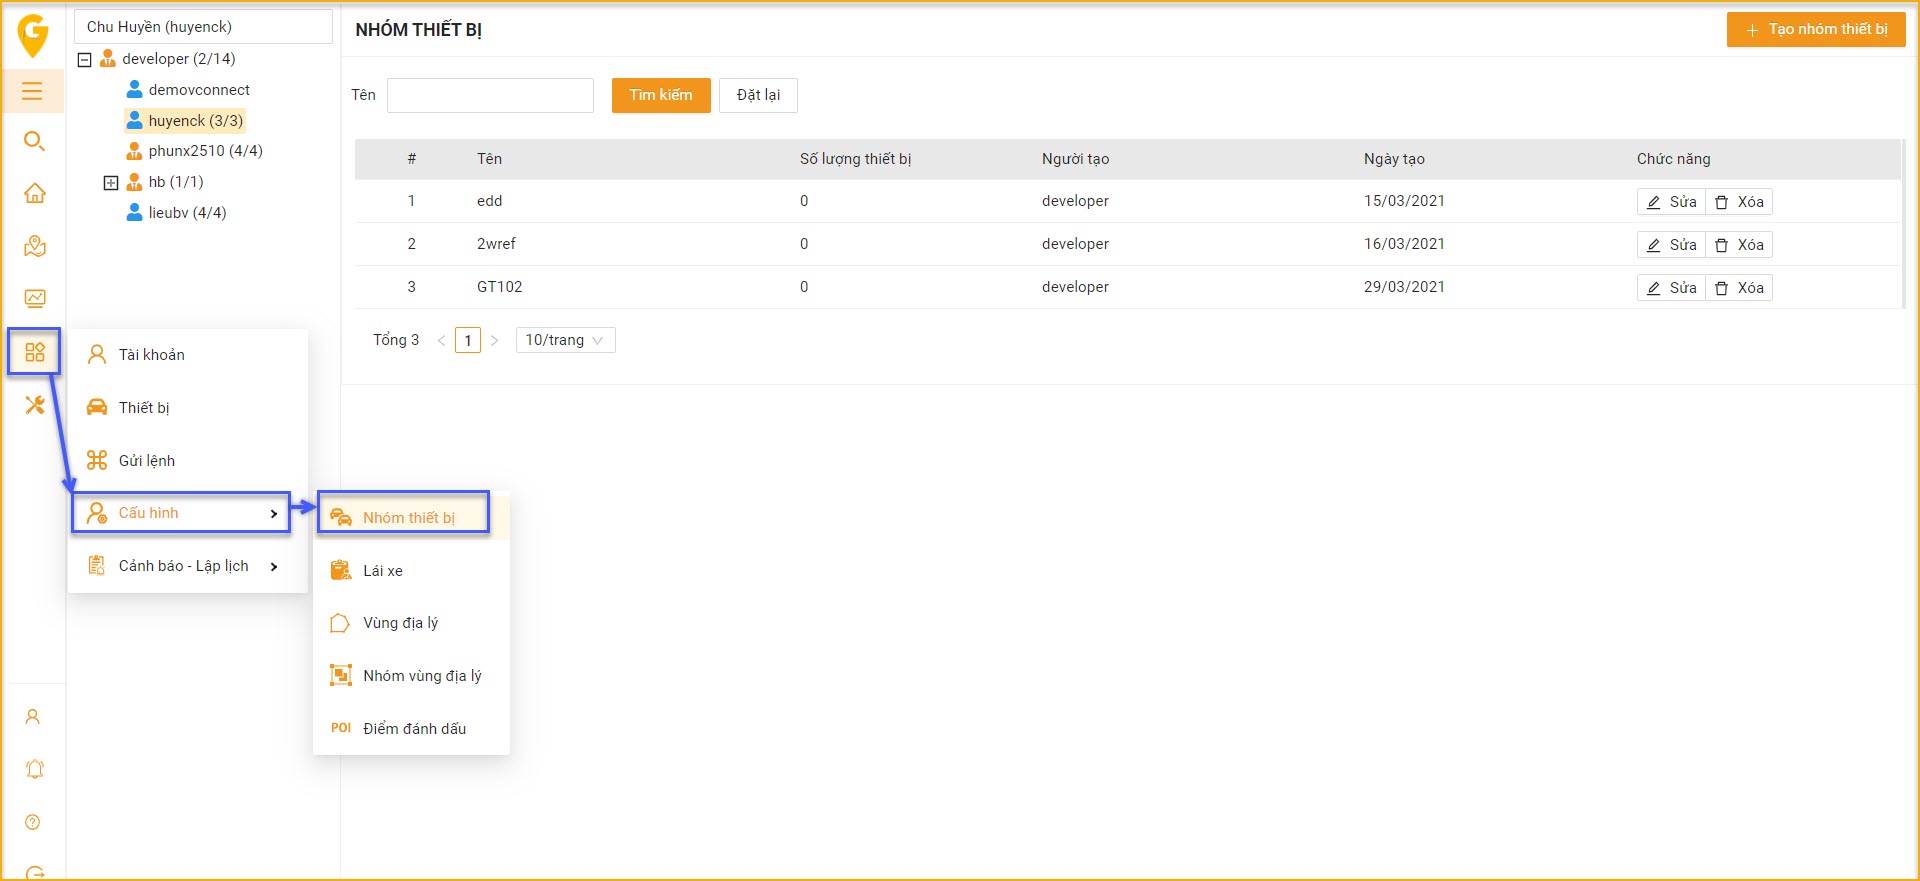 Chu Huyền (huyenck)
developer (2/14)
demovconnect
huyenck (3/3)
phunx2510 (4/4)
hb (1/1)
lieubv (4/4)
NHÓM THIẾT BỊ
Tạo nhóm thiết bị
Tên
Tìm kiếm
Đặt lại
# Tên Số lượng thiết bị Người tạo Ngày tạo Chức năng
1 edd 0 developer 15/03/2021 Sửa Xóa
2 2wref 0 developer 16/03/2021 Sửa Xóa
3 GT102 0 developer 29/03/2021 Sửa Xóa
Tổng 3 < 1 > 10/trang
Tài khoản
Thiết bị
Gửi lệnh
Cấu hình
Cảnh báo - Lập lịch
Nhóm thiết bị
Lái xe
Vùng địa lý
Nhóm vùng địa lý
POI Điểm đánh dấu